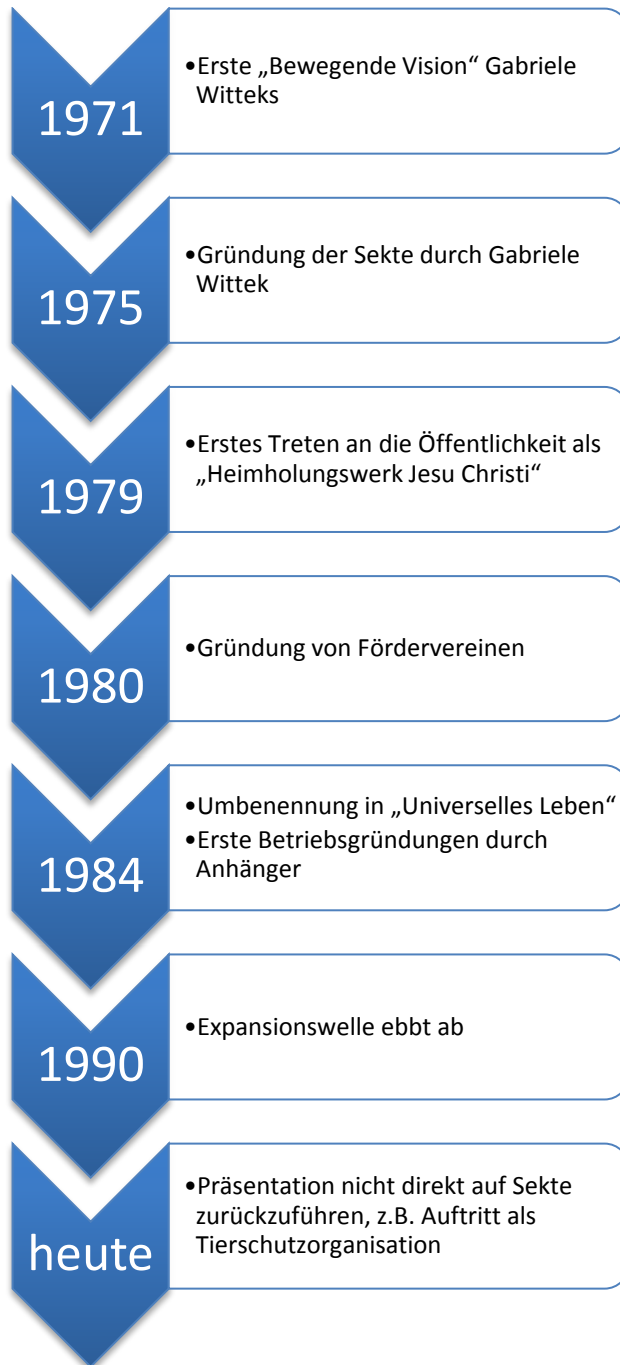 1971
•Erste „Bewegende Vision“ Gabriele
Witteks
1975
•Gründung der Sekte durch Gabriele
Wittek
1979
•Erstes Treten an die Öffentlichkeit als
„Heimholungswerk Jesu Christi“
1980
•Gründung von Fördervereinen
1984
•Umbenennung in „Universelles Leben“
•Erste Betriebsgründungen durch
Anhänger
1990
•Expansionswelle ebbt ab
heute
•Präsentation nicht direkt auf Sekte
zurückzuführen, z.B. Auftritt als
Tierschutzorganisation